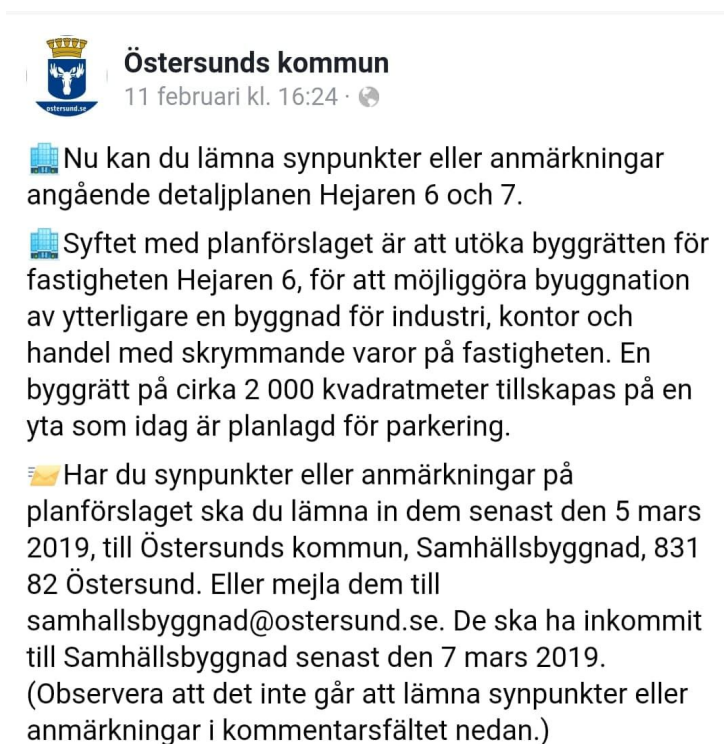 ostersund.se
Östersunds kommun
11 februari kl. 16:24 ·
Nu kan du lämna synpunkter eller anmärkningar
angående detaljplanen Hejaren 6 och 7.
Syftet med planförslaget är att utöka byggrätten för
fastigheten Hejaren 6, för att möjliggöra byuggnation
av ytterligare en byggnad för industri, kontor och
handel med skrymmande varor på fastigheten. En
byggrätt på cirka 2 000 kvadratmeter tillskapas på en
yta som idag är planlagd för parkering.
Har du synpunkter eller anmärkningar på
planförslaget ska du lämna in dem senast den 5 mars
2019, till Östersunds kommun, Samhällsbyggnad, 831
82 Östersund. Eller mejla dem till
samhallsbyggnad@ostersund.se. De ska ha inkommit
till Samhällsbyggnad senast den 7 mars 2019.
(Observera att det inte går att lämna synpunkter eller
anmärkningar i kommentarsfältet nedan.)